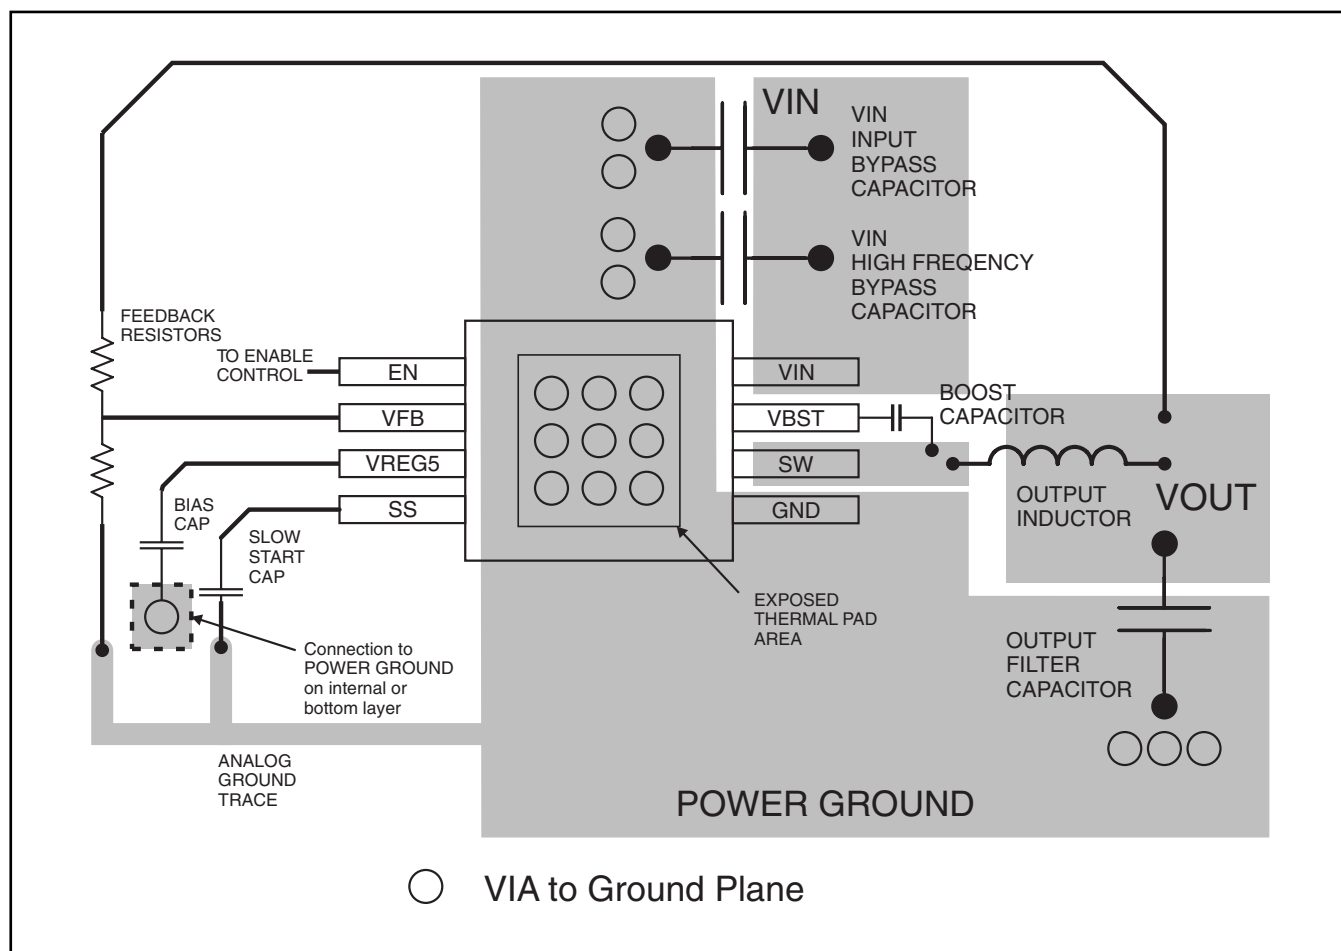 VIN
VIN
INPUT
BYPASS
CAPACITOR
VIN
HIGH FREQENCY
BYPASS
CAPACITOR
FEEDBACK
RESISTORS
TO ENABLE
CONTROL
EN
VFB
VREG5
SS
VIN
VBST
SW
GND
BOOST
CAPACITOR
OUTPUT
INDUCTOR
VOUT
BIAS
CAP
SLOW
START
CAP
EXPOSED
THERMAL PAD
AREA
Connection to
POWER GROUND
on internal or
bottom layer
OUTPUT
FILTER
CAPACITOR
ANALOG
GROUND
TRACE
POWER GROUND
VIA to Ground Plane